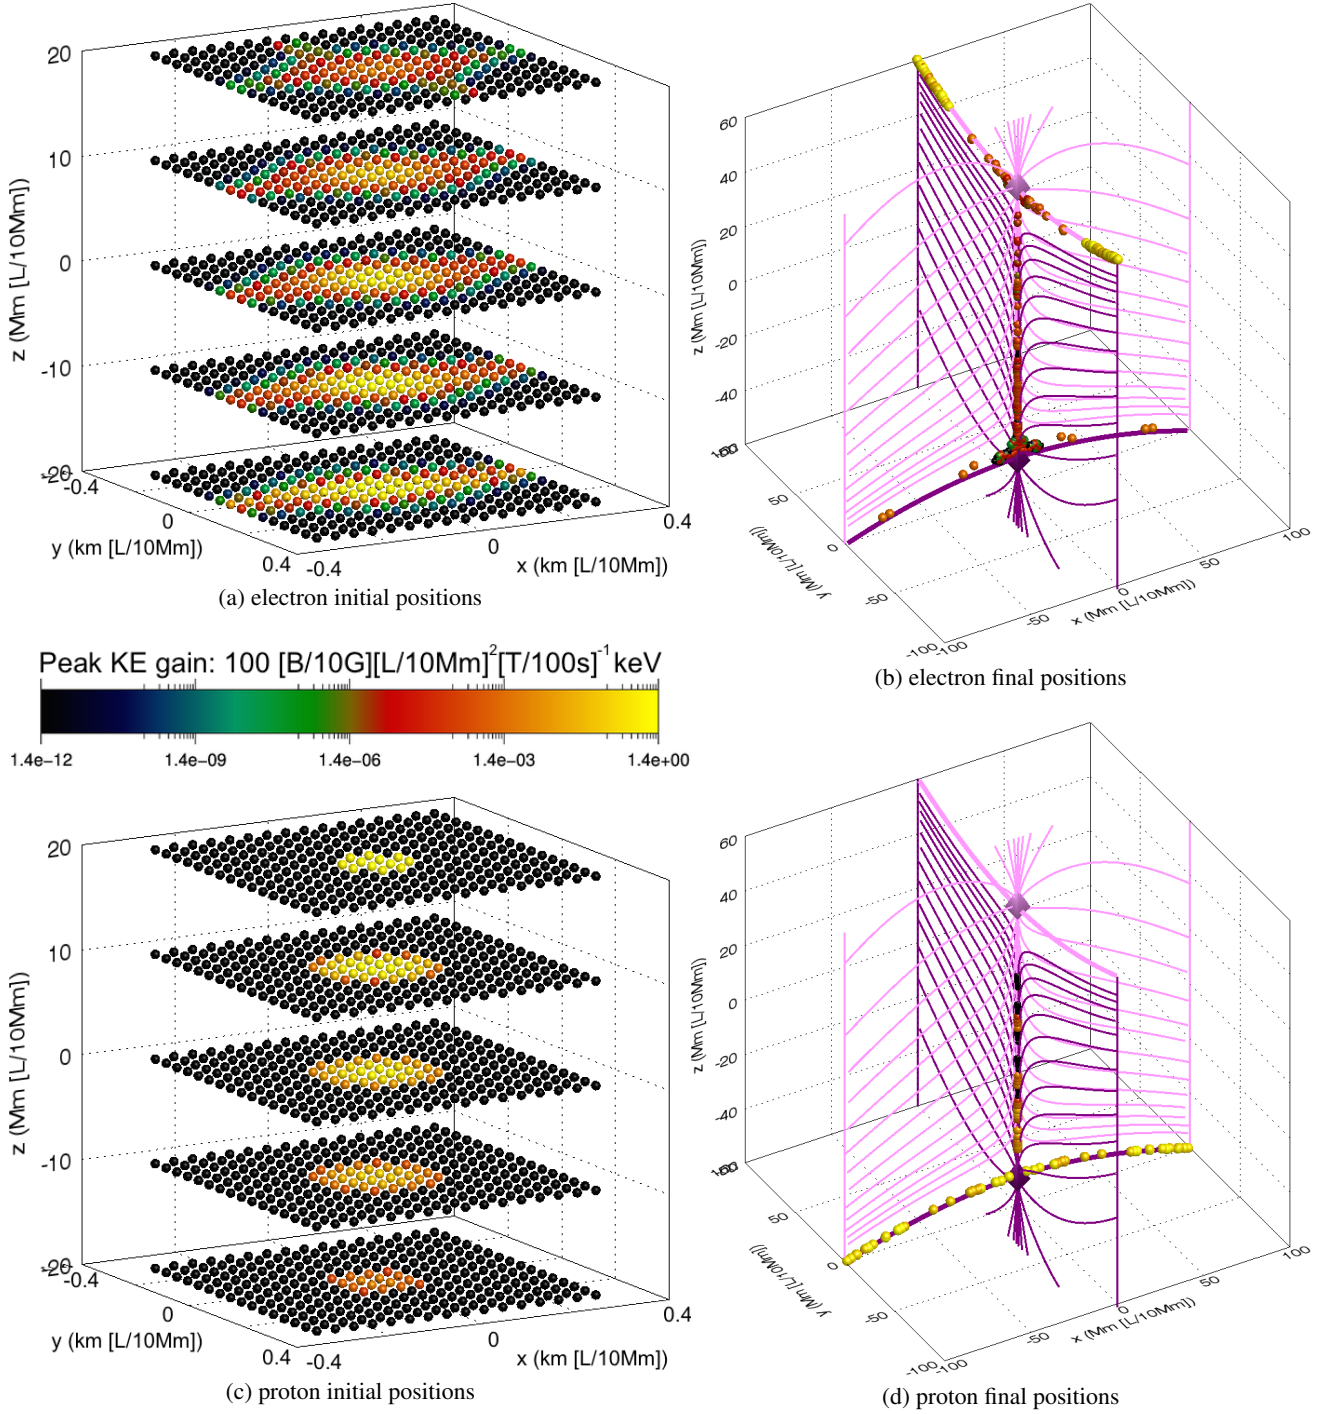 20
10
0
-10
-20
z (Mm [L/10Mm])
-0.4
0
0.4
y (km [L/10Mm])
-0.4
0
0.4
x (km [L/10Mm])
(a) electron initial positions
60
40
20
0
-20
-40
z (Mm [L/10Mm])
50
0
-50
-100
y (Mm [L/10Mm])
-100
-50
0
50
100
x (Mm [L/10Mm])
(b) electron final positions
Peak KE gain: 100 [B/10G][L/10Mm]²[T/100s]⁻¹ keV
1.4e-12 1.4e-09 1.4e-06 1.4e-03 1.4e+00
20
10
0
-10
-20
z (Mm [L/10Mm])
-0.4
0
0.4
y (km [L/10Mm])
-0.4
0
0.4
x (km [L/10Mm])
(c) proton initial positions
60
40
20
0
-20
-40
z (Mm [L/10Mm])
50
0
-50
-100
y (Mm [L/10Mm])
-100
-50
0
50
100
x (Mm [L/10Mm])
(d) proton final positions